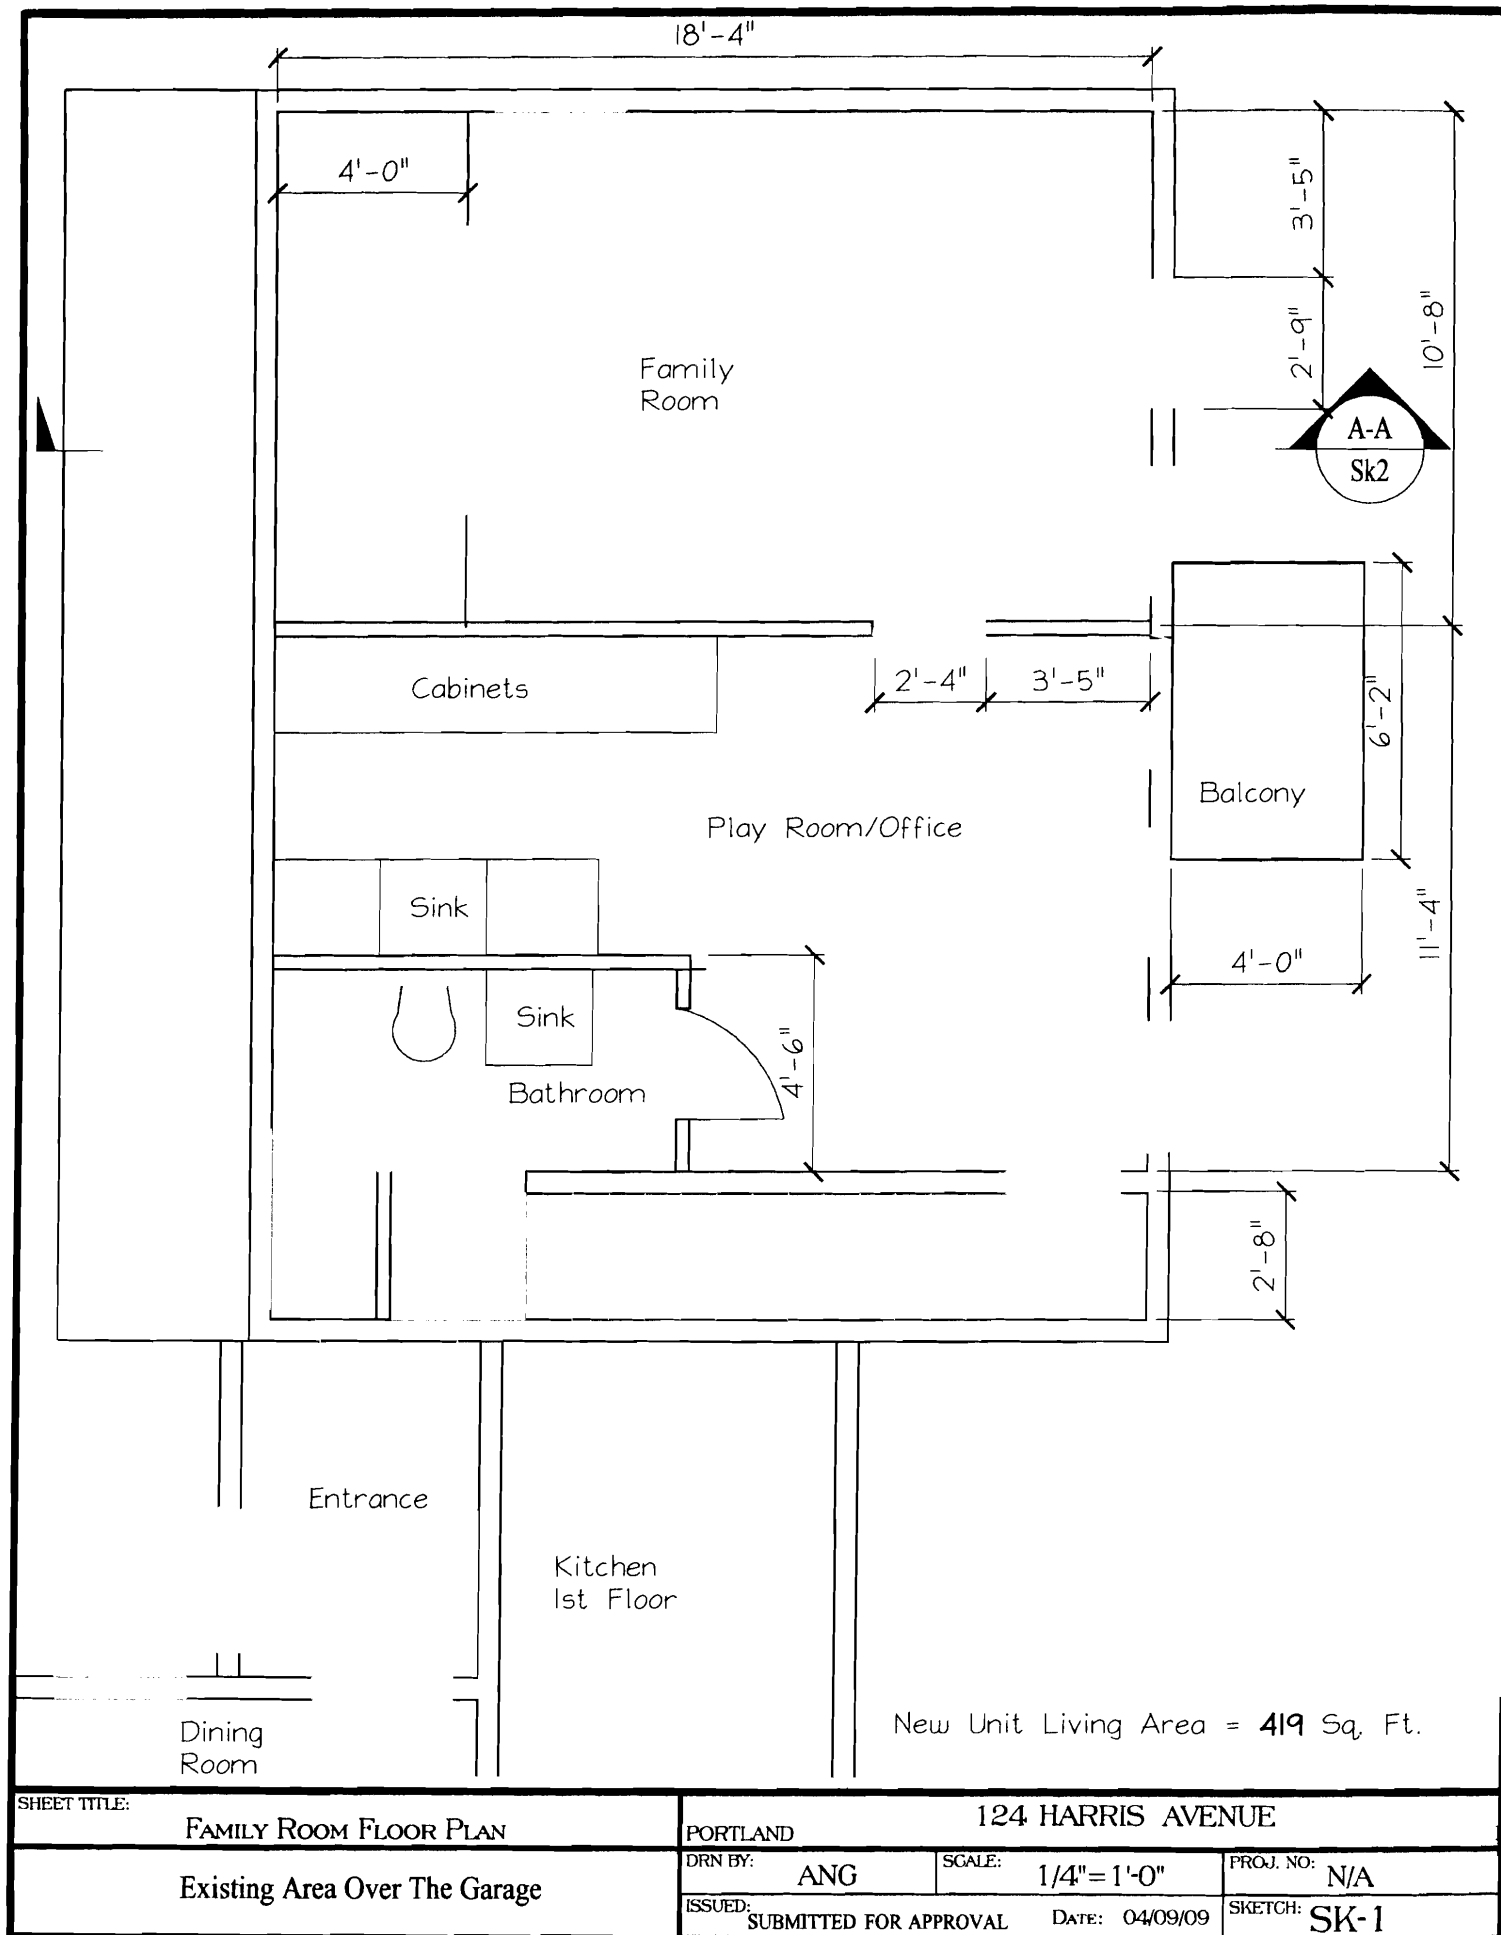 18'-4"
4'-0"
3'-5"
2'-9"
10'-8"
Family
Room
A-A
Sk2
Cabinets
2'-4"
3'-5"
6'-2"
Balcony
Play Room/Office
Sink
11'-4"
4'-0"
Sink
4'-6"
Bathroom
2'-8"
Entrance
Kitchen
1st Floor
Dining
Room
New Unit Living Area = 419 Sq. Ft.
SHEET TITLE:
FAMILY ROOM FLOOR PLAN
Existing Area Over The Garage
124 HARRIS AVENUE
PORTLAND
DRN BY: ANG
SCALE: 1/4"=1'-0"
PROJ. NO: N/A
ISSUED: SUBMITTED FOR APPROVAL
DATE: 04/09/09
SKETCH: SK-1